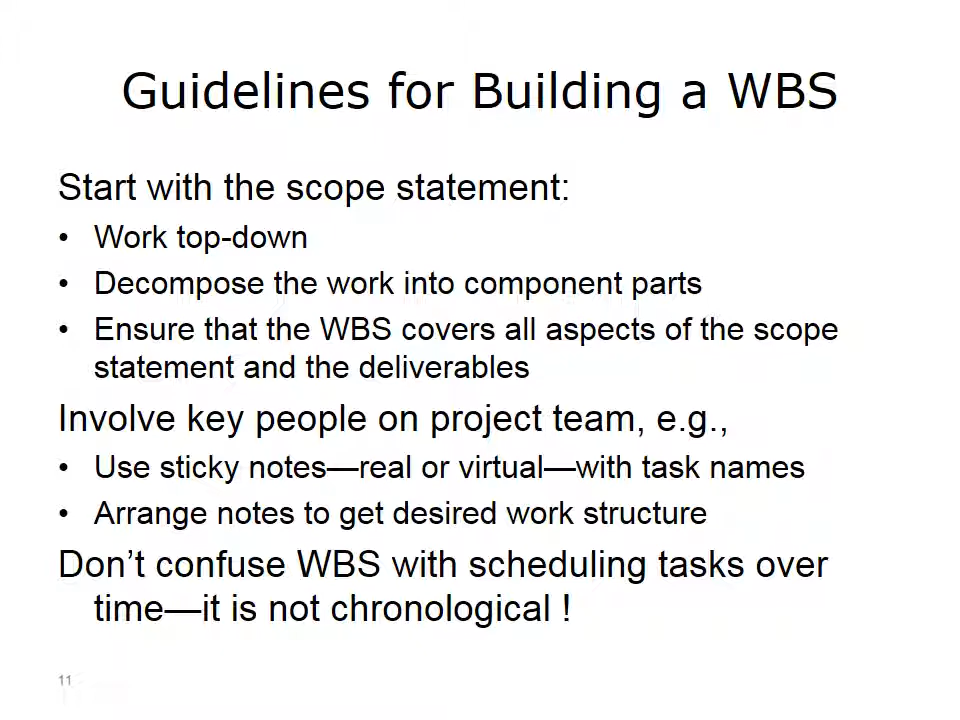 Guidelines for Building a WBS
Start with the scope statement:
• Work top-down
• Decompose the work into component parts
• Ensure that the WBS covers all aspects of the scope
statement and the deliverables
Involve key people on project team, e.g.,
• Use sticky notes—real or virtual—with task names
• Arrange notes to get desired work structure
Don’t confuse WBS with scheduling tasks over
time—it is not chronological !
11